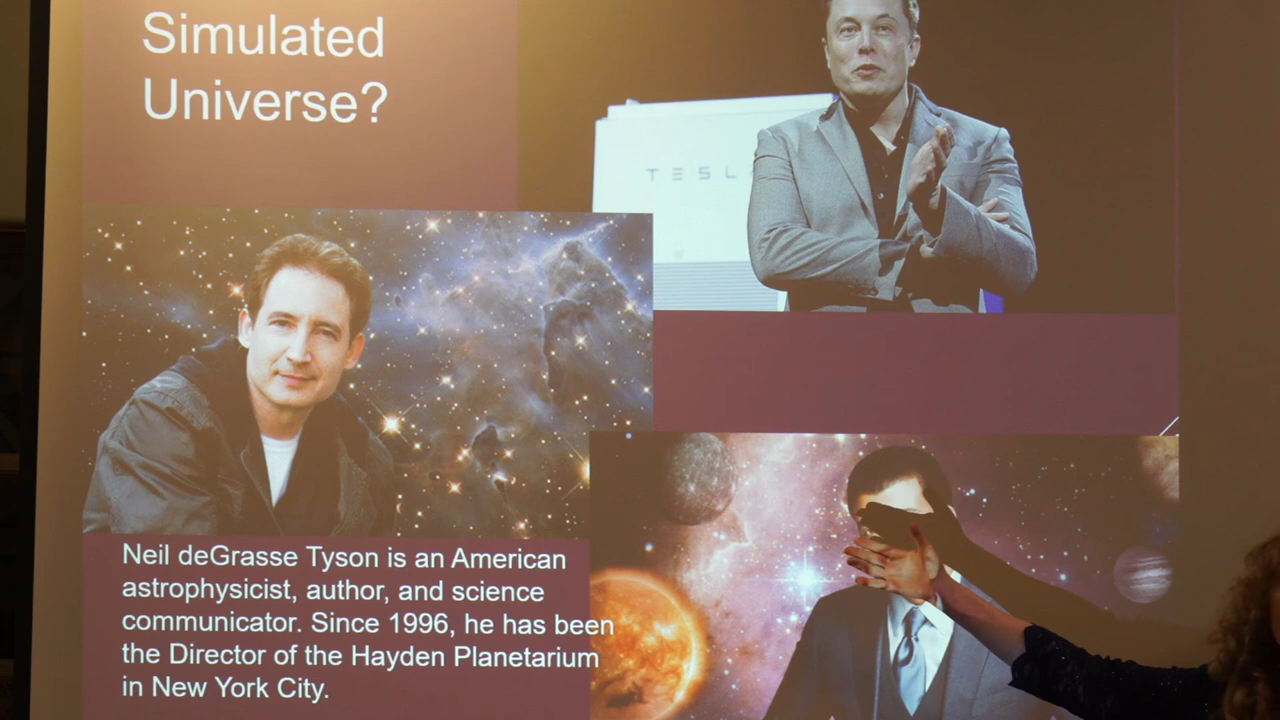 Simulated
Universe?
TESL
Neil deGrasse Tyson is an American
astrophysicist, author, and science
communicator. Since 1996, he has been
the Director of the Hayden Planetarium
in New York City.